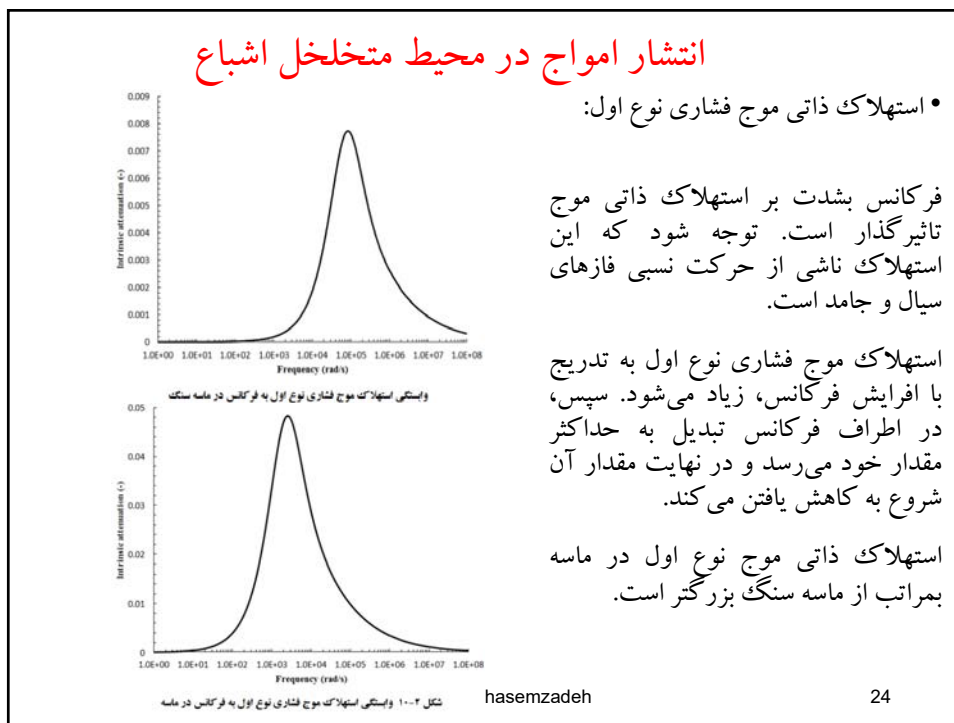 انتشار امواج در محیط متخلخل اشباع
• استهلاک ذاتی موج فشاری نوع اول:
فرکانس بشدت بر استهلاک ذاتی موج
تاثیرگذار است. توجه شود که این
استهلاک ناشی از حرکت نسبی فازهای
سیال و جامد است.
استهلاک موج فشاری نوع اول به تدریج
با افرایش فرکانس، زیاد می‌شود. سپس،
در اطراف فرکانس تبدیل به حداکثر
مقدار خود می‌رسد و در نهایت مقدار آن
شروع به کاهش یافتن می‌کند.
استهلاک ذاتی موج نوع اول در ماسه
بمراتب از ماسه سنگ بزرگتر است.
Intrinsic attenuation (-)
0.009
0.008
0.007
0.006
0.005
0.004
0.003
0.002
0.001
0
1.0E+00 1.0E+01 1.0E+02 1.0E+03 1.0E+04 1.0E+05 1.0E+06 1.0E+07 1.0E+08
Frequency (rad/s)
وابستگی استهلاک موج فشاری نوع اول به فرکانس در ماسه سنگ
Intrinsic attenuation (-)
0.05
0.04
0.03
0.02
0.01
0
1.0E+00 1.0E+01 1.0E+02 1.0E+03 1.0E+04 1.0E+05 1.0E+06 1.0E+07 1.0E+08
Frequency (rad/s)
شکل ۲-۱۰ وابستگی استهلاک موج فشاری نوع اول به فرکانس در ماسه
hasemzadeh
24